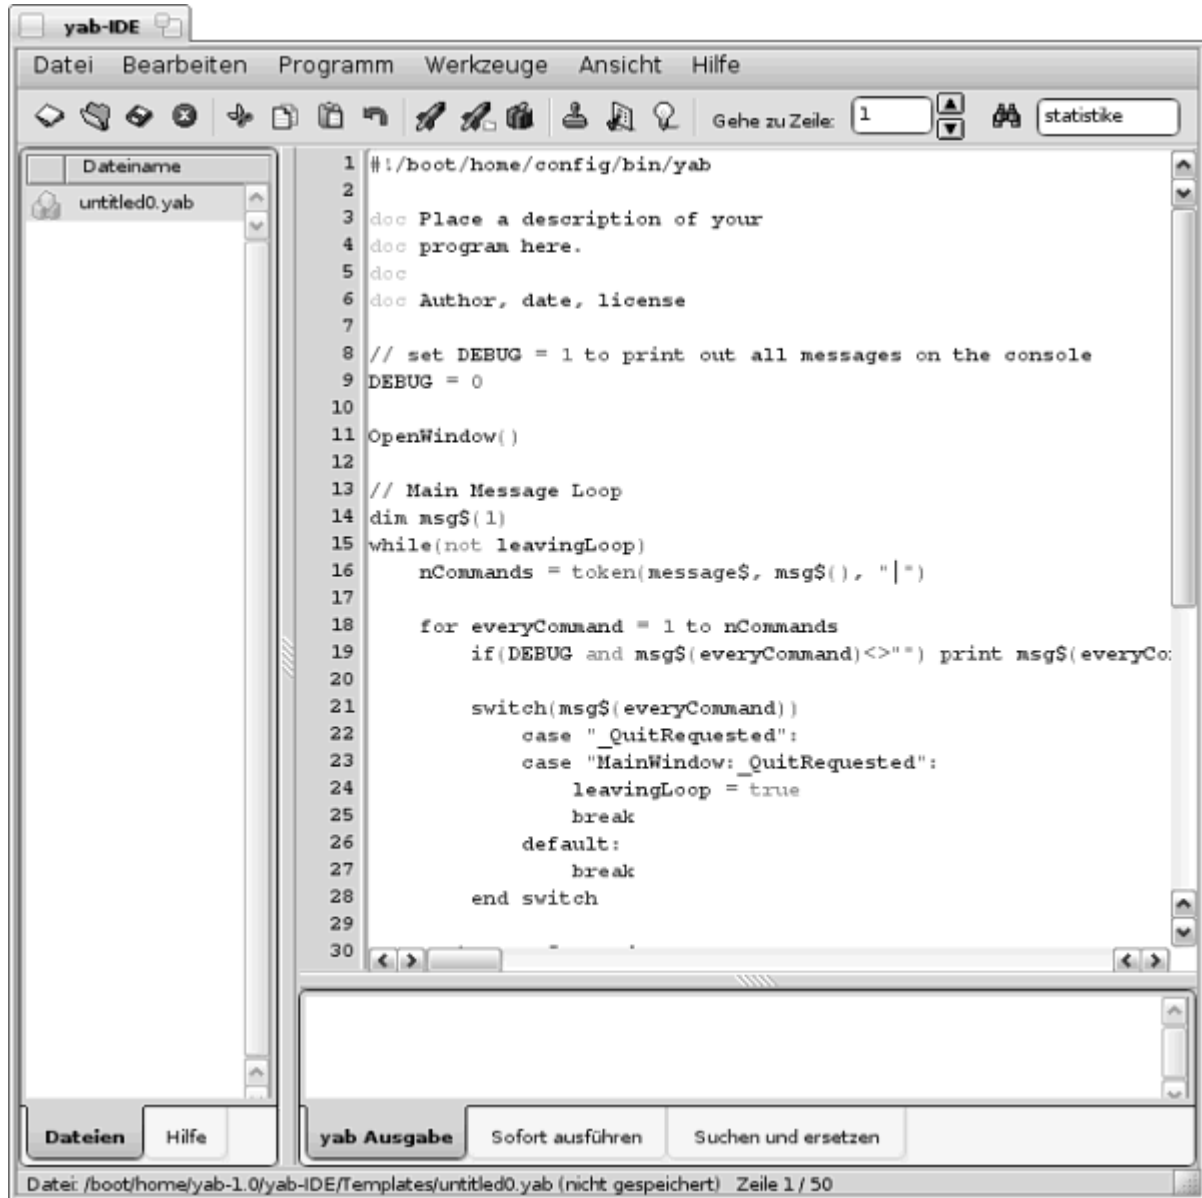 yab-IDE
Datei Bearbeiten Programm Werkzeuge Ansicht Hilfe
Gehe zu Zeile: 1 statistike
Dateiname
untitled0.yab
1 #!/boot/home/config/bin/yab
2
3 doc Place a description of your
4 doc program here.
5 doc
6 doc Author, date, license
7
8 // set DEBUG = 1 to print out all messages on the console
9 DEBUG = 0
10
11 OpenWindow()
12
13 // Main Message Loop
14 dim msg$(1)
15 while(not leavingLoop)
16 nCommands = token(message$, msg$(), "|")
17
18 for everyCommand = 1 to nCommands
19 if(DEBUG and msg$(everyCommand)<>"") print msg$(everyCo
20
21 switch(msg$(everyCommand))
22 case "_QuitRequested":
23 case "MainWindow:_QuitRequested":
24 leavingLoop = true
25 break
26 default:
27 break
28 end switch
29
30
Dateien Hilfe
yab Ausgabe Sofort ausführen Suchen und ersetzen
Datei: /boot/home/yab-1.0/yab-IDE/Templates/untitled0.yab (nicht gespeichert) Zeile 1 / 50